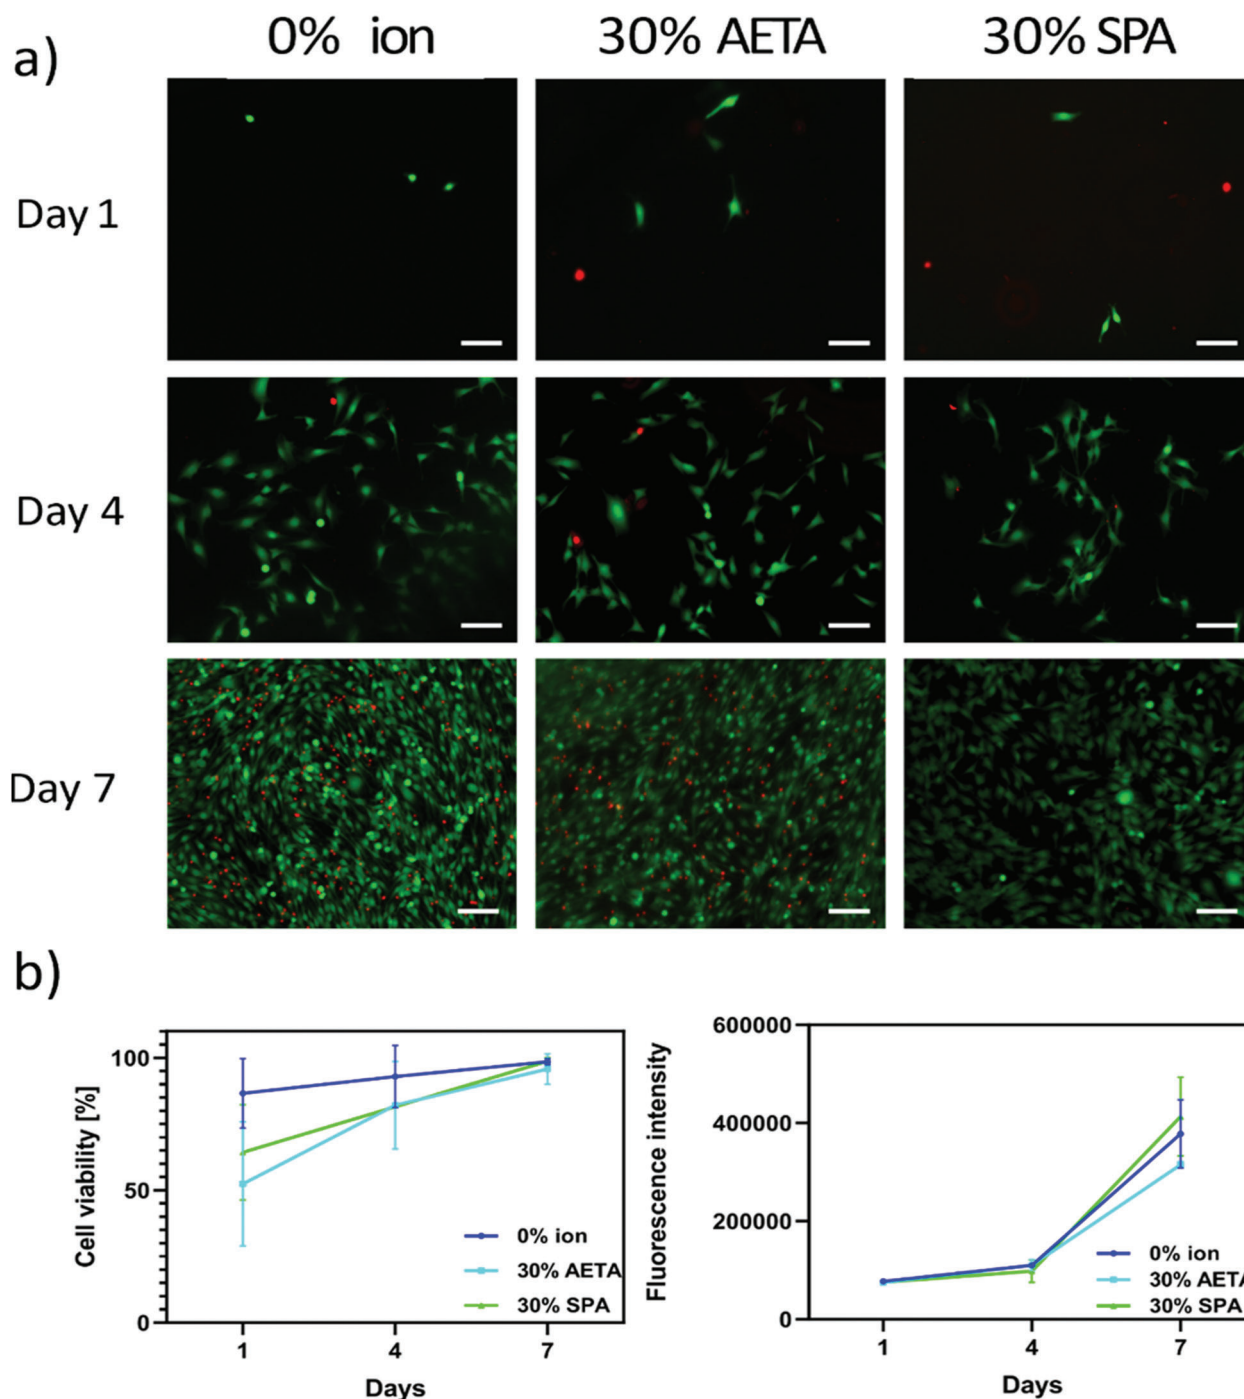 a)
0% ion
30% AETA
30% SPA
Day 1
Day 4
Day 7
b)
Cell viability [%]
100
50
0
0% ion
30% AETA
30% SPA
1
4
7
Days
Fluorescence intensity
600000
400000
200000
0
0% ion
30% AETA
30% SPA
1
4
7
Days